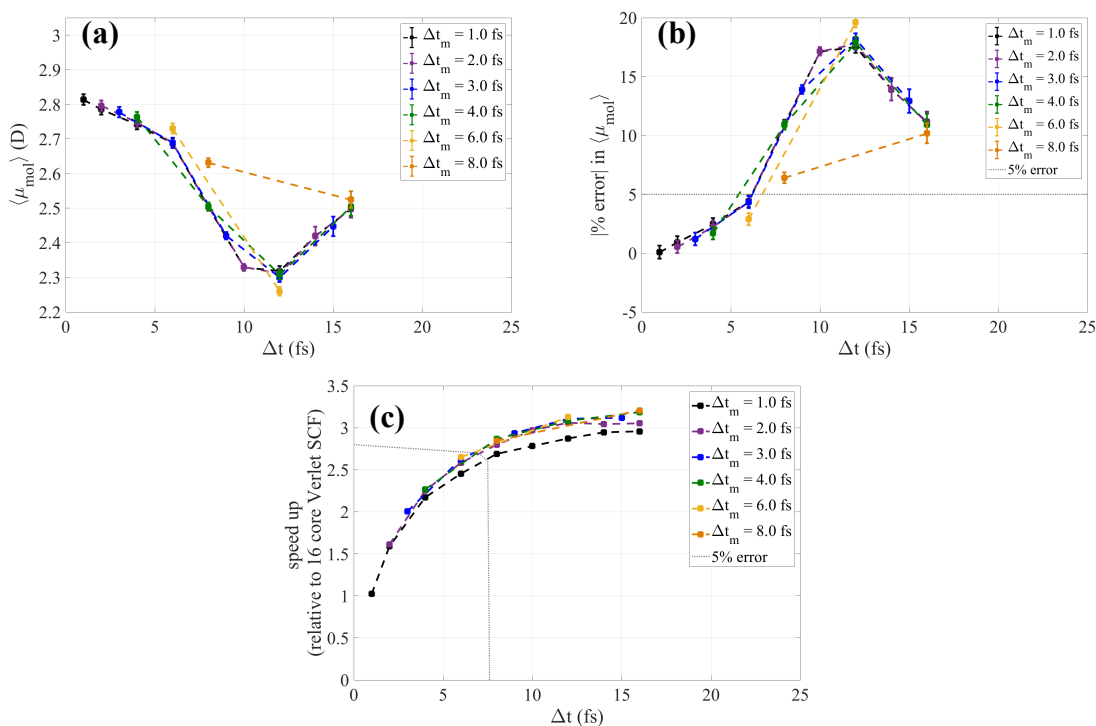 (a)
3
2.9
2.8
2.7
2.6
2.5
2.4
2.3
2.2
⟨μmol⟩ (D)
0 5 10 15 20 25
Δt (fs)
Δtm = 1.0 fs
Δtm = 2.0 fs
Δtm = 3.0 fs
Δtm = 4.0 fs
Δtm = 6.0 fs
Δtm = 8.0 fs
(b)
20
15
10
5
0
-5
|% error| in ⟨μmol⟩
0 5 10 15 20 25
Δt (fs)
Δtm = 1.0 fs
Δtm = 2.0 fs
Δtm = 3.0 fs
Δtm = 4.0 fs
Δtm = 6.0 fs
Δtm = 8.0 fs
5% error
(c)
3.5
3
2.5
2
1.5
1
0.5
0
speed up
(relative to 16 core Verlet SCF)
0 5 10 15 20 25
Δt (fs)
Δtm = 1.0 fs
Δtm = 2.0 fs
Δtm = 3.0 fs
Δtm = 4.0 fs
Δtm = 6.0 fs
Δtm = 8.0 fs
5% error